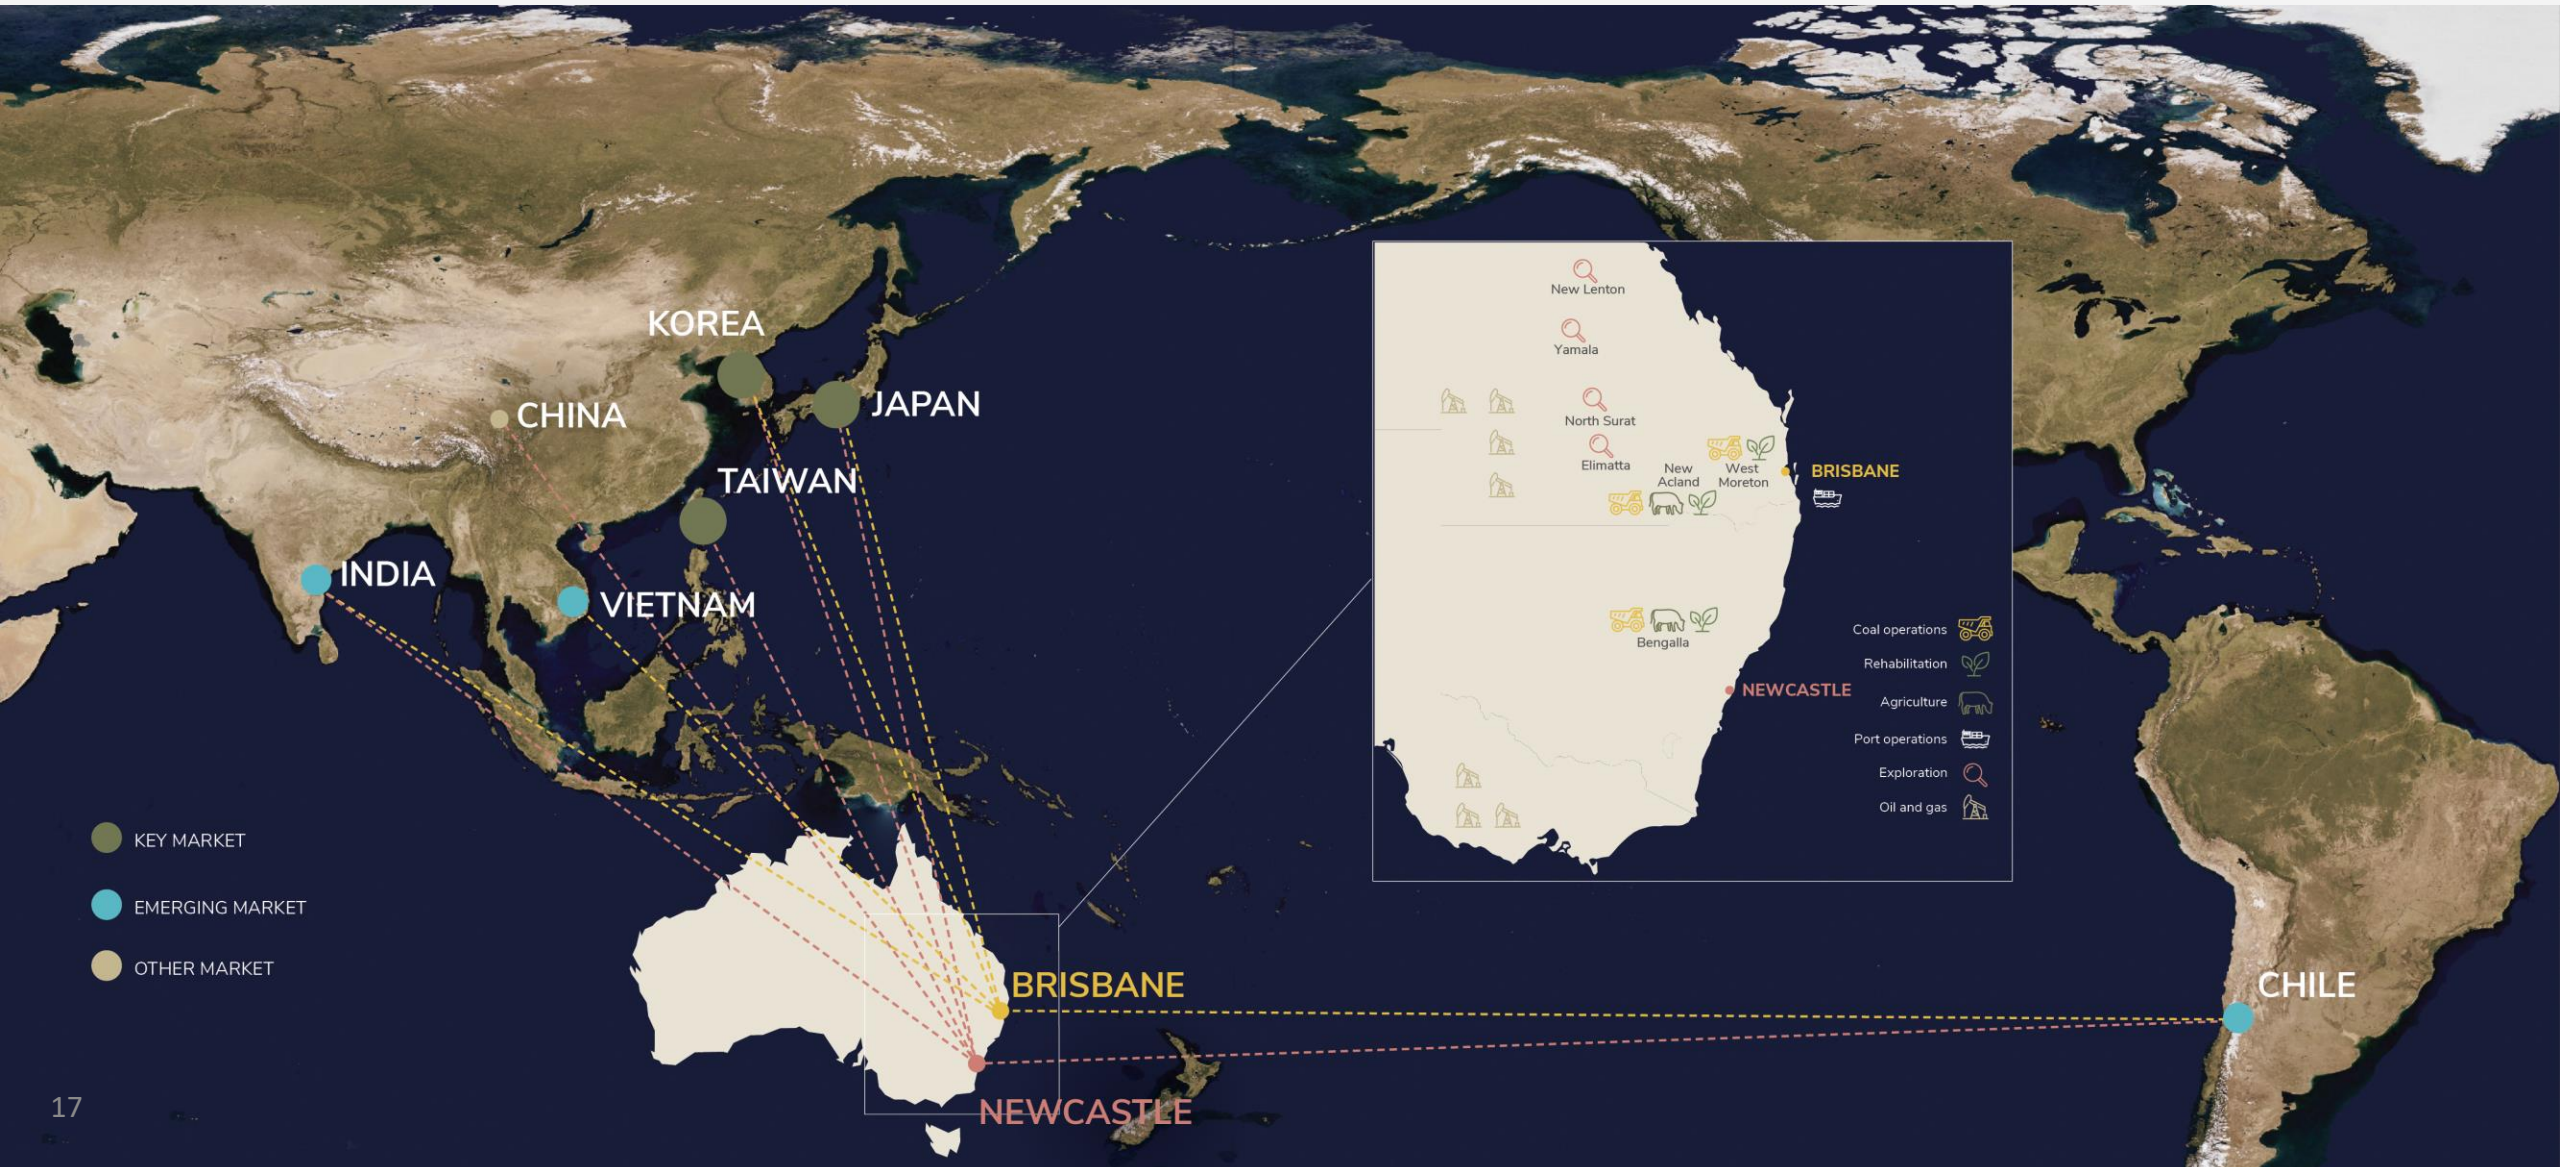 KOREA
JAPAN
CHINA
TAIWAN
INDIA
VIETNAM
KEY MARKET
EMERGING MARKET
OTHER MARKET
BRISBANE
NEWCASTLE
CHILE
New Lenton
Yamala
North Surat
Elimatta
New
Acland
West
Moreton
BRISBANE
Bengalla
NEWCASTLE
Coal operations
Rehabilitation
Agriculture
Port operations
Exploration
Oil and gas
17